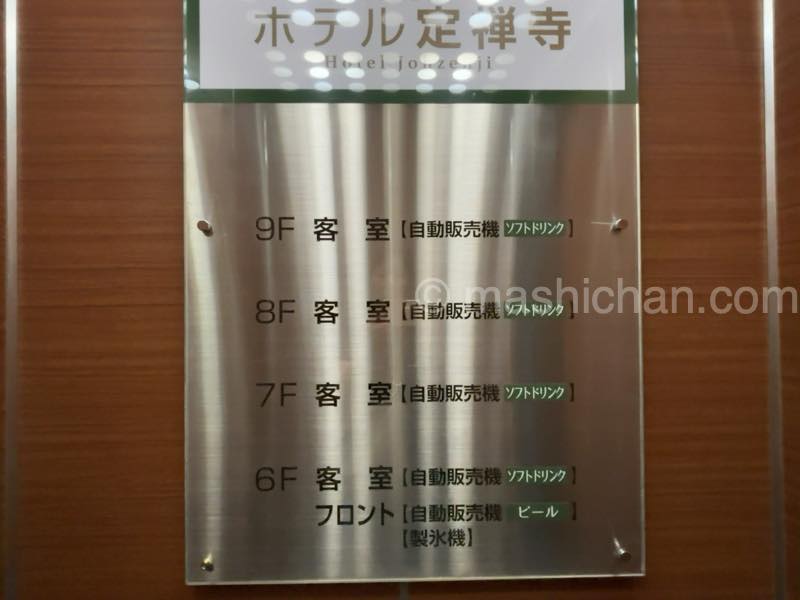 ホテル定禅寺
Hotel jouzenji
9F 客 室【自動販売機 ソフトドリンク】
8F 客 室【自動販売機 ソフトドリンク】
© mashichan.com
7F 客 室【自動販売機 ソフトドリンク】
6F 客 室【自動販売機 ソフトドリンク】
フロント【自動販売機 ビール】
【製氷機】